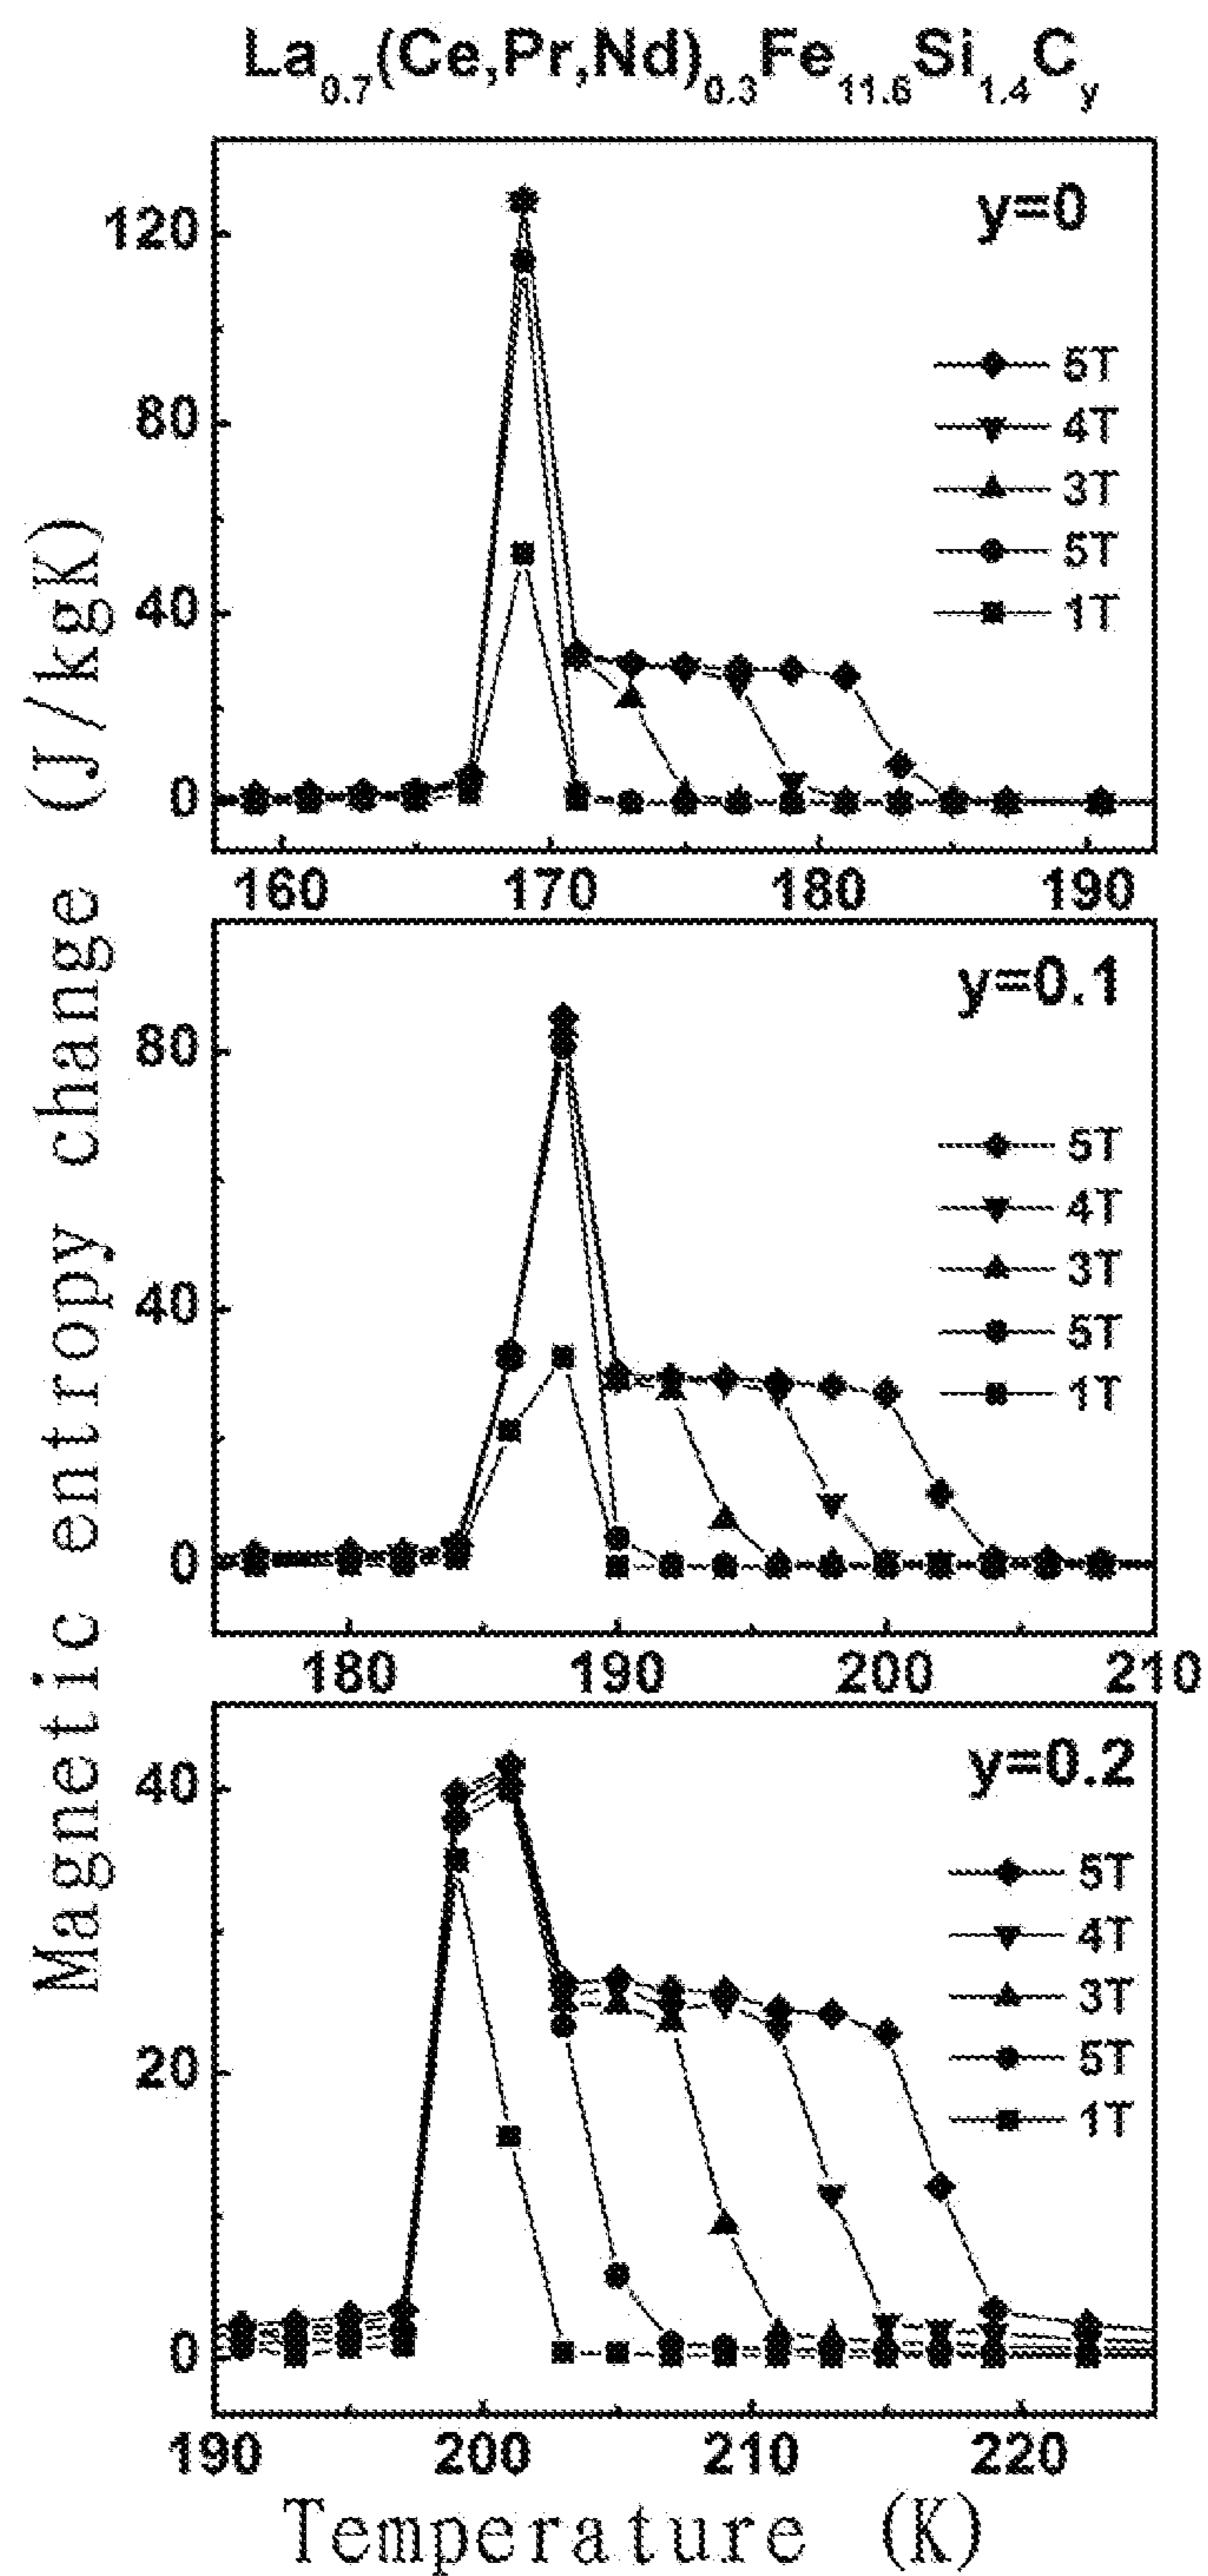 La0.7(Ce,Pr,Nd)0.3Fe11.6Si1.4Cy
Magnetic entropy change (J/kgK)
y=0
120
80
40
0
5T
4T
3T
5T
1T
160 170 180 190
y=0.1
80
40
0
5T
4T
3T
5T
1T
180 190 200 210
y=0.2
40
20
0
5T
4T
3T
5T
1T
190 200 210 220
Temperature (K)